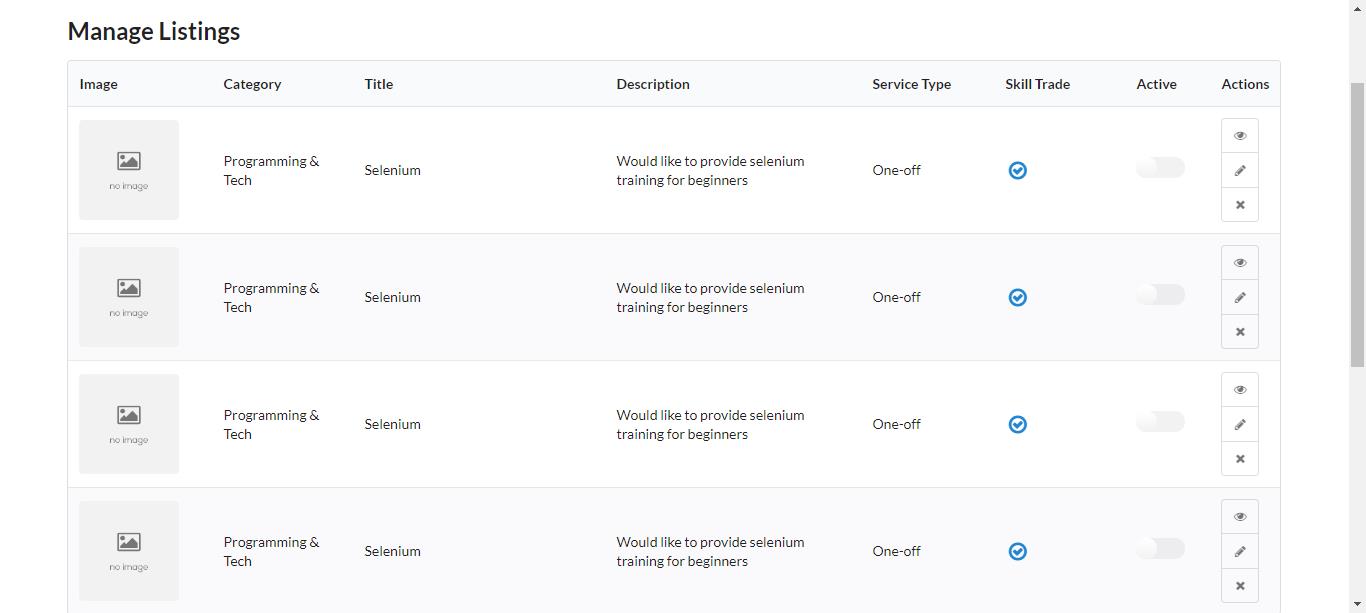 Manage Listings
Image Category Title Description Service Type Skill Trade Active Actions
no image
Programming &
Tech
Selenium
Would like to provide selenium
training for beginners
One-off
no image
Programming &
Tech
Selenium
Would like to provide selenium
training for beginners
One-off
no image
Programming &
Tech
Selenium
Would like to provide selenium
training for beginners
One-off
no image
Programming &
Tech
Selenium
Would like to provide selenium
training for beginners
One-off